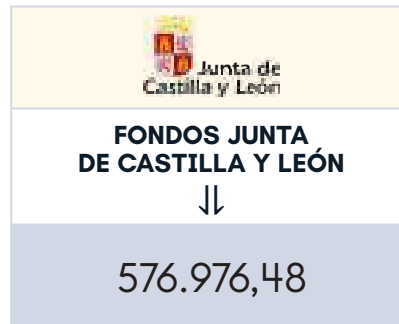 Junta de
Castilla y León
FONDOS JUNTA
DE CASTILLA Y LEÓN
⇃⇂
576.976,48